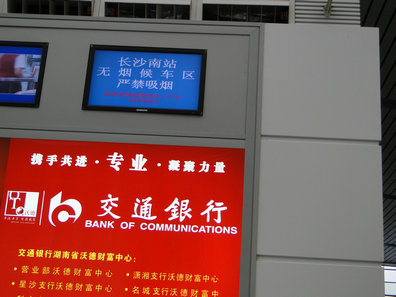 长沙南站
无烟候车区
严禁吸烟
携手共进·专业·凝聚力量
交通銀行
BANK OF COMMUNICATIONS
交通银行湖南省沃德财富中心:
•营业部沃德财富中心
•潇湘支行沃德财富中心
•星沙支行沃德财富中心
•名城支行沃德财富中心